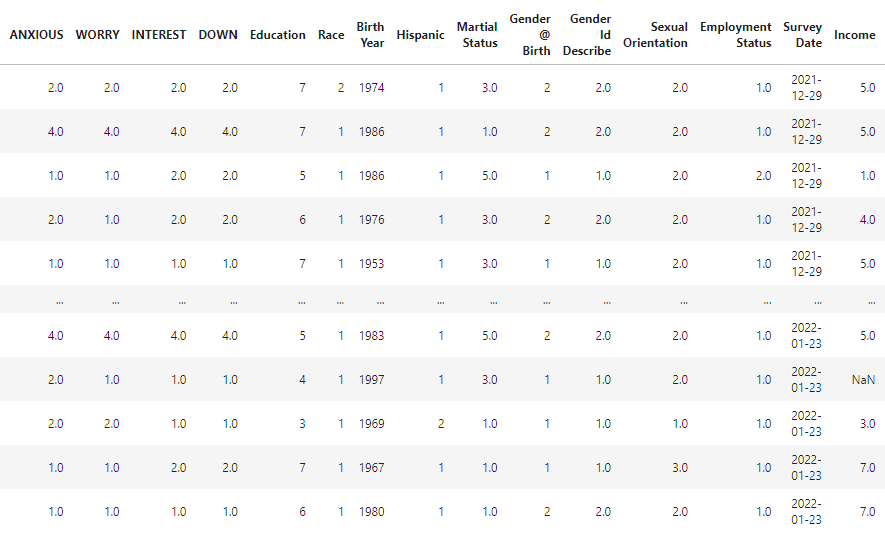 ANXIOUS WORRY INTEREST DOWN Education Race Birth Year Hispanic Martial Status Gender @ Birth Gender Id Describe Sexual Orientation Employment Status Survey Date Income
2.0 2.0 2.0 2.0 7 2 1974 1 3.0 2 2.0 2.0 1.0 2021-12-29 5.0
4.0 4.0 4.0 4.0 7 1 1986 1 1.0 2 2.0 2.0 1.0 2021-12-29 5.0
1.0 1.0 2.0 2.0 5 1 1986 1 5.0 1 1.0 2.0 2.0 2021-12-29 1.0
2.0 1.0 2.0 2.0 6 1 1976 1 3.0 2 2.0 2.0 1.0 2021-12-29 4.0
1.0 1.0 1.0 1.0 7 1 1953 1 3.0 1 1.0 2.0 1.0 2021-12-29 5.0
... ... ... ... ... ... ... ... ... ... ... ... ... ... ...
4.0 4.0 4.0 4.0 5 1 1983 1 5.0 2 2.0 2.0 1.0 2022-01-23 5.0
2.0 1.0 1.0 1.0 4 1 1997 1 3.0 1 1.0 2.0 1.0 2022-01-23 NaN
2.0 2.0 1.0 1.0 3 1 1969 2 1.0 1 1.0 1.0 1.0 2022-01-23 3.0
1.0 1.0 2.0 2.0 7 1 1967 1 1.0 1 1.0 3.0 1.0 2022-01-23 7.0
1.0 1.0 1.0 1.0 6 1 1980 1 1.0 2 2.0 2.0 1.0 2022-01-23 7.0